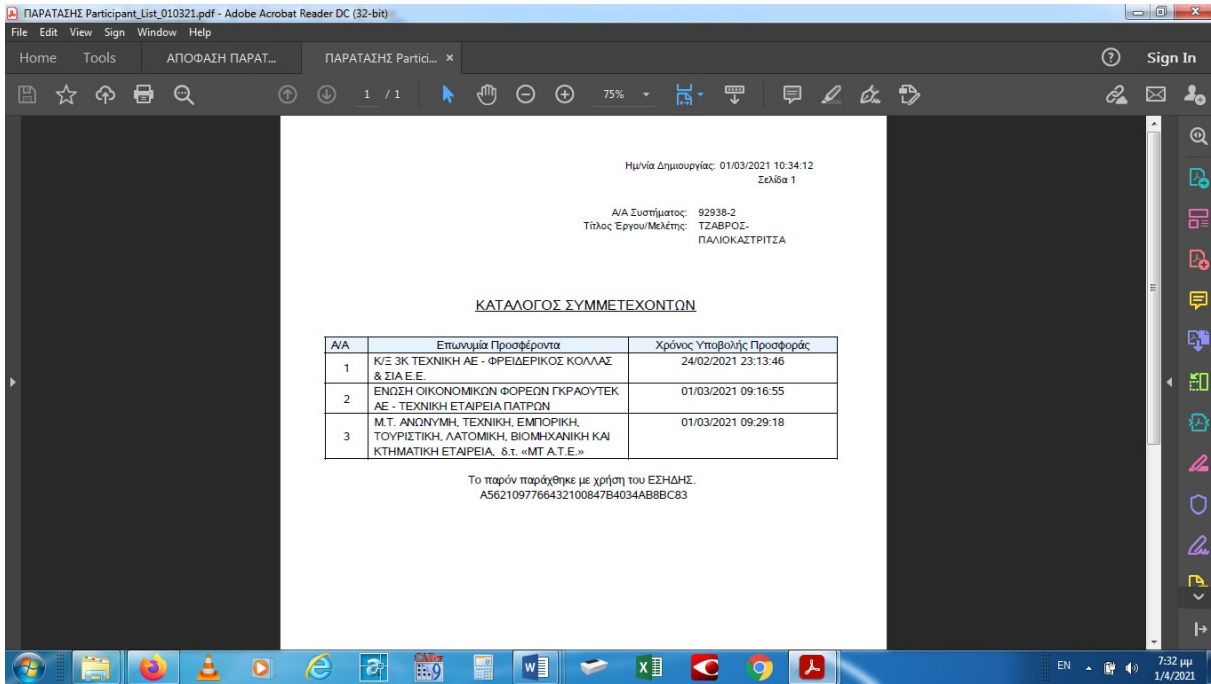 ΠΑΡΑΤΑΣΗΣ Participant_List_010321.pdf - Adobe Acrobat Reader DC (32-bit)
File Edit View Sign Window Help
Home Tools ΑΠΟΦΑΣΗ ΠΑΡΑΤ... ΠΑΡΑΤΑΣΗΣ Partici... × Sign In
1 / 1 75%
Ημ/νία Δημιουργίας: 01/03/2021 10:34:12
Σελίδα 1
Α/Α Συστήματος: 92938-2
Τίτλος Έργου/Μελέτης: ΤΖΑΒΡΟΣ-
ΠΑΛΙΟΚΑΣΤΡΙΤΣΑ
ΚΑΤΑΛΟΓΟΣ ΣΥΜΜΕΤΕΧΟΝΤΩΝ
Α/Α Επωνυμία Προσφέροντα Χρόνος Υποβολής Προσφοράς
1 Κ/Ξ 3Κ ΤΕΧΝΙΚΗ ΑΕ - ΦΡΕΙΔΕΡΙΚΟΣ ΚΟΛΛΑΣ 24/02/2021 23:13:46
& ΣΙΑ Ε.Ε.
2 ΕΝΩΣΗ ΟΙΚΟΝΟΜΙΚΩΝ ΦΟΡΕΩΝ ΓΚΡΑΟΥΤΕΚ 01/03/2021 09:16:55
ΑΕ - ΤΕΧΝΙΚΗ ΕΤΑΙΡΕΙΑ ΠΑΤΡΩΝ
3 Μ.Τ. ΑΝΩΝΥΜΗ, ΤΕΧΝΙΚΗ, ΕΜΠΟΡΙΚΗ, 01/03/2021 09:29:18
ΤΟΥΡΙΣΤΙΚΗ, ΛΑΤΟΜΙΚΗ, ΒΙΟΜΗΧΑΝΙΚΗ ΚΑΙ
ΚΤΗΜΑΤΙΚΗ ΕΤΑΙΡΕΙΑ, δ.τ. «ΜΤ Α.Τ.Ε.»
Το παρόν παράχθηκε με χρήση του ΕΣΗΔΗΣ.
A5621097766432100847B4034AB8BC83
EN 7:32 μμ
1/4/2021